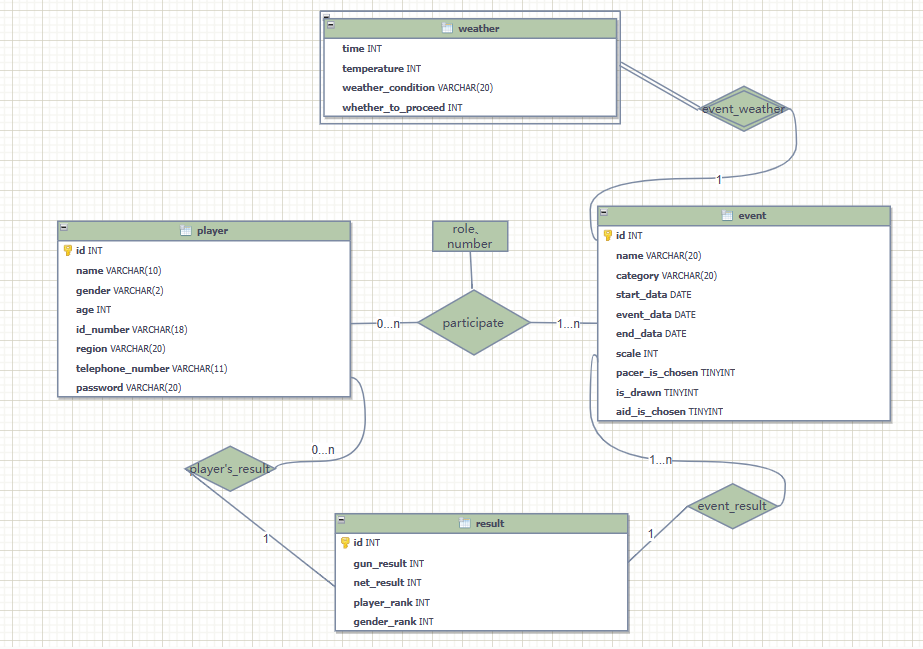 weather
time INT
temperature INT
weather_condition VARCHAR(20)
whether_to_proceed INT
event_weather
1
player
id INT
name VARCHAR(10)
gender VARCHAR(2)
age INT
id_number VARCHAR(18)
region VARCHAR(20)
telephone_number VARCHAR(11)
password VARCHAR(20)
role、
number
0...n
participate
1...n
event
id INT
name VARCHAR(20)
category VARCHAR(20)
start_data DATE
event_data DATE
end_data DATE
scale INT
pacer_is_chosen TINYINT
is_drawn TINYINT
aid_is_chosen TINYINT
0...n
player's_result
1
1...n
event_result
1
result
id INT
gun_result INT
net_result INT
player_rank INT
gender_rank INT